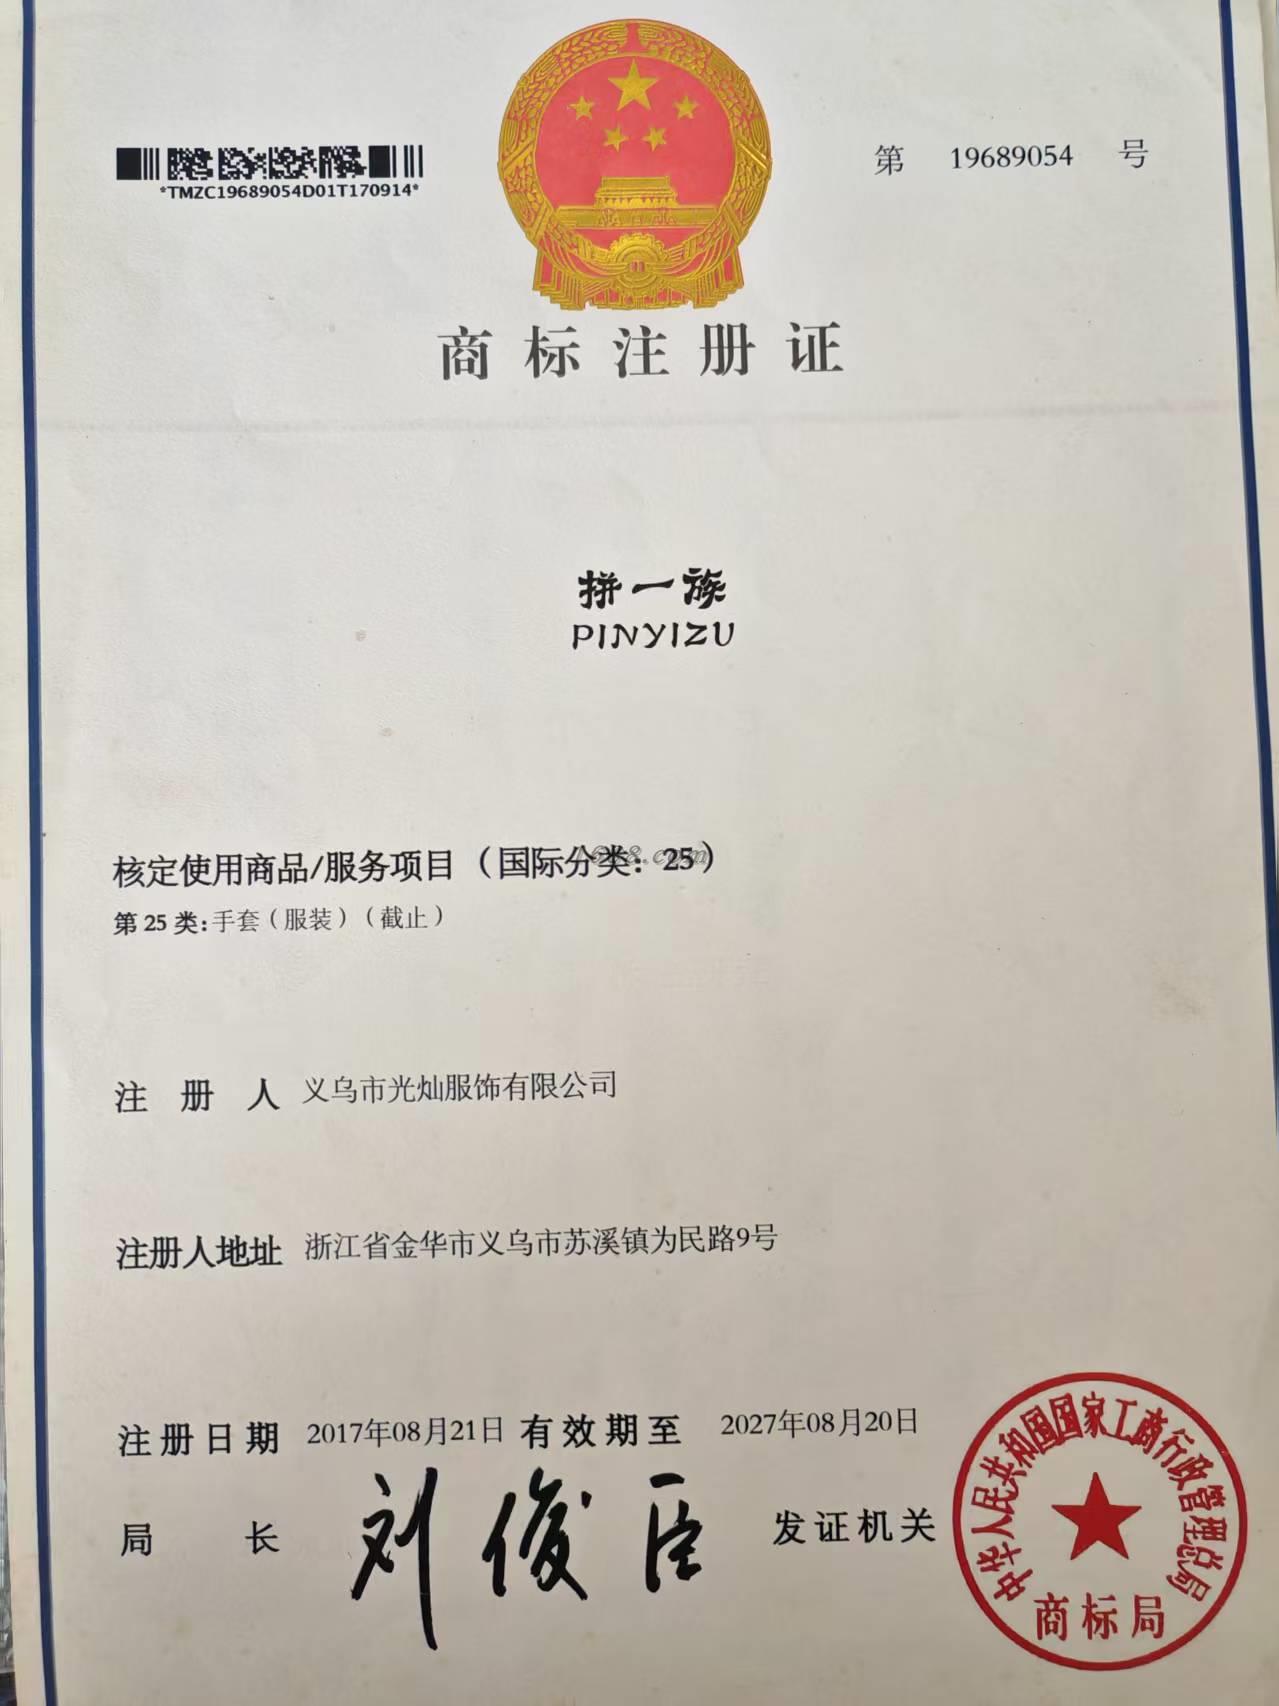 第 19689054 号
*TMZC19689054D01T170914*
商标注册证
拼一族
PINYIZU
核定使用商品/服务项目（国际分类：25）
1688.com
第 25 类:手套（服装）（截止）
注册人 义乌市光灿服饰有限公司
注册人地址 浙江省金华市义乌市苏溪镇为民路9号
注册日期 2017年08月21日 有效期至 2027年08月20日
局长 刘俊臣 发证机关
中华人民共和国国家工商行政管理总局
商标局